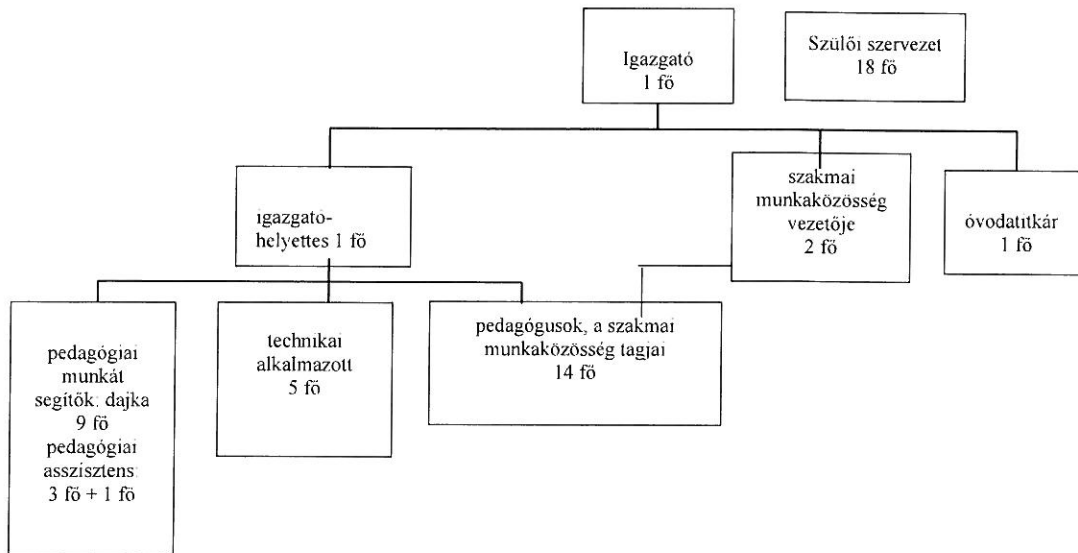 Igazgató
1 fő
Szülői szervezet
18 fő
igazgató-
helyettes 1 fő
szakmai
munkaközösség
vezetője
2 fő
óvodatitkár
1 fő
pedagógiai
munkát
segítők: dajka
9 fő
pedagógiai
asszisztens:
3 fő + 1 fő
technikai
alkalmazott
5 fő
pedagógusok, a szakmai
munkaközösség tagjai
14 fő